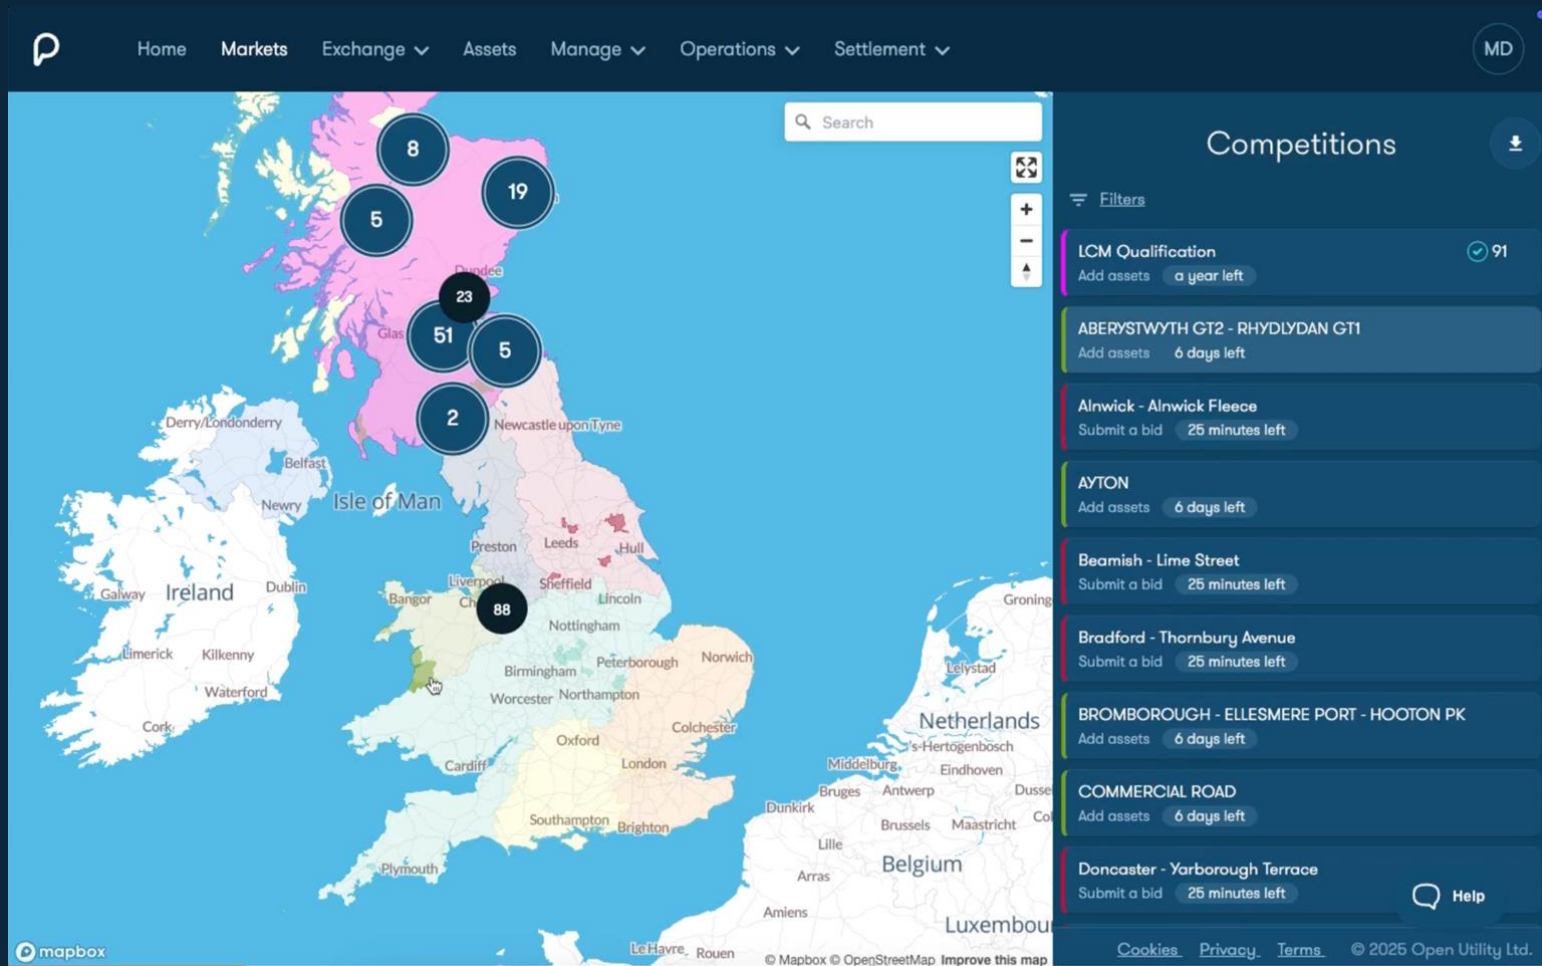 Home Markets Exchange Assets Manage Operations Settlement MD
Search
8
19
5
Dundee
23
Glas
51
5
2
Newcastle upon Tyne
Derry/Londonderry
Belfast
Newry
Isle of Man
Preston
Leeds
Hull
Galway
Ireland
Dublin
Liverpool
Sheffield
Bangor
Ch
88
Lincoln
Groning
Nottingham
Limerick
Kilkenny
Birmingham
Peterborough
Norwich
Lelystad
Waterford
Worcester
Northampton
Cork
Colchester
Netherlands
Oxford
's-Hertogenbosch
Cardiff
London
Middelburg
Eindhoven
Bruges
Antwerp
Dusse
Dunkirk
Southampton
Brighton
Brussels
Maastricht
Col
Lille
Plymouth
Arras
Belgium
Amiens
Luxembour
Le Havre
Rouen
mapbox
© Mapbox © OpenStreetMap Improve this map
Competitions
Filters
LCM Qualification 91
Add assets a year left
ABERYSTWYTH GT2 - RHYDLYDAN GT1
Add assets 6 days left
Alnwick - Alnwick Fleece
Submit a bid 25 minutes left
AYTON
Add assets 6 days left
Beamish - Lime Street
Submit a bid 25 minutes left
Bradford - Thornbury Avenue
Submit a bid 25 minutes left
BROMBOROUGH - ELLESMERE PORT - HOOTON PK
Add assets 6 days left
COMMERCIAL ROAD
Add assets 6 days left
Doncaster - Yarborough Terrace
Submit a bid 25 minutes left
Help
Cookies Privacy Terms © 2025 Open Utility Ltd.